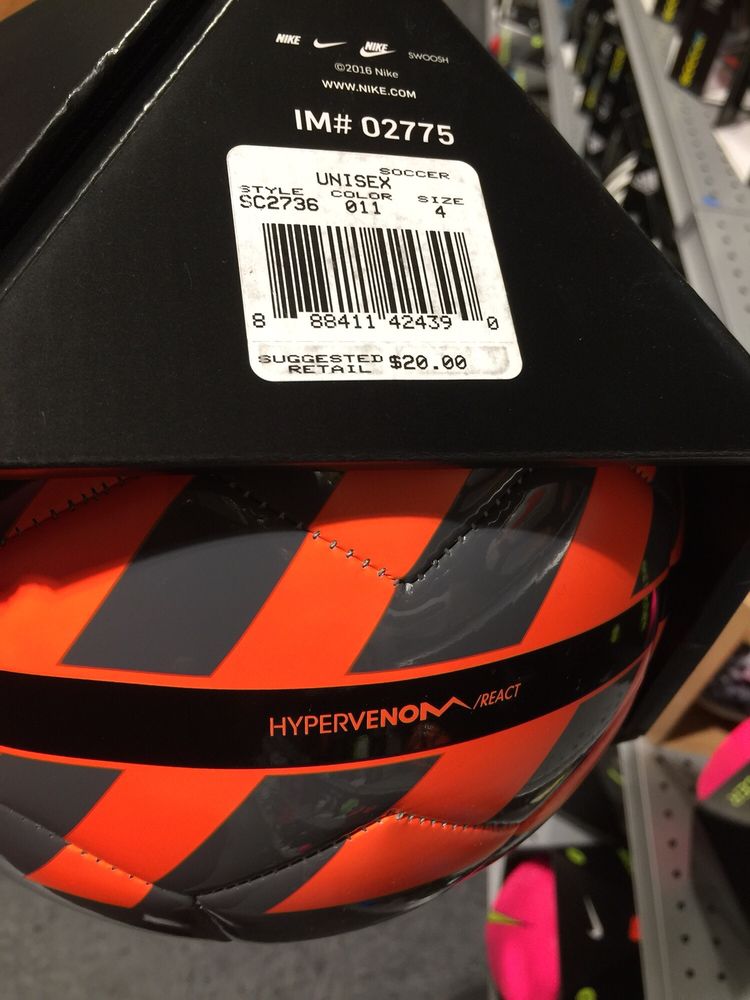 NIKE NIKE SWOOSH
©2016 Nike
WWW.NIKE.COM
IM# 02775
SOCCER
UNISEX
STYLE COLOR SIZE
SC2736 011 4
8 88411 42439 0
SUGGESTED RETAIL $20.00
HYPERVENOM /REACT